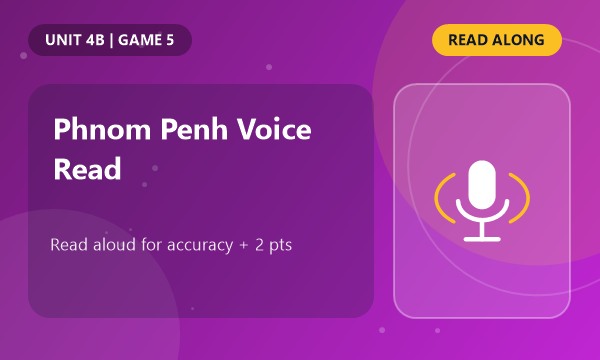 UNIT 4B | GAME 5
READ ALONG
Phnom Penh Voice
Read
Read aloud for accuracy + 2 pts